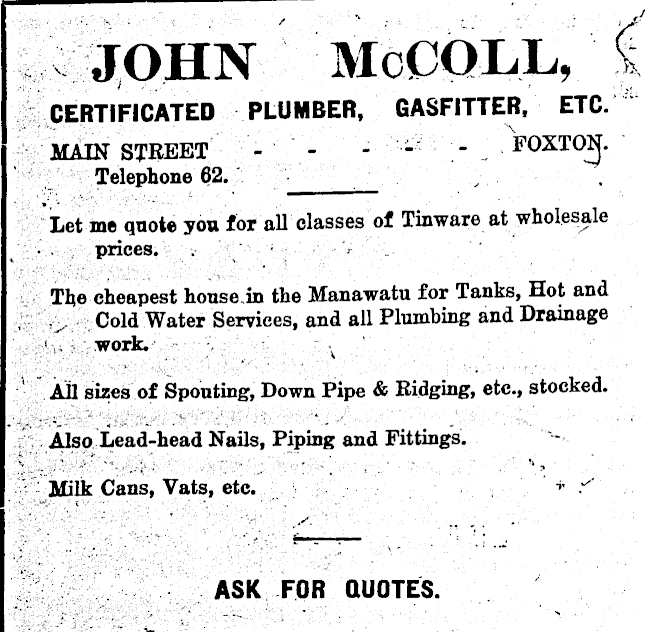 JOHN McCOLL,
CERTIFICATED PLUMBER, GASFITTER, ETC.
MAIN STREET - - - - - FOXTON.
Telephone 62.
Let me quote you for all classes of Tinware at wholesale
prices.
The cheapest house in the Manawatu for Tanks, Hot and
Cold Water Services, and all Plumbing and Drainage
work.
All sizes of Spouting, Down Pipe & Ridging, etc., stocked.
Also Lead-head Nails, Piping and Fittings.
Milk Cans, Vats, etc.
ASK FOR QUOTES.